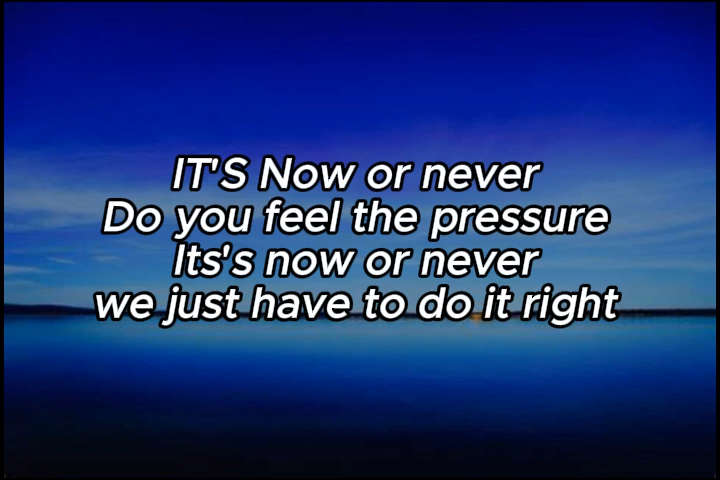 IT'S Now or never
Do you feel the pressure
Its's now or never
we just have to do it right